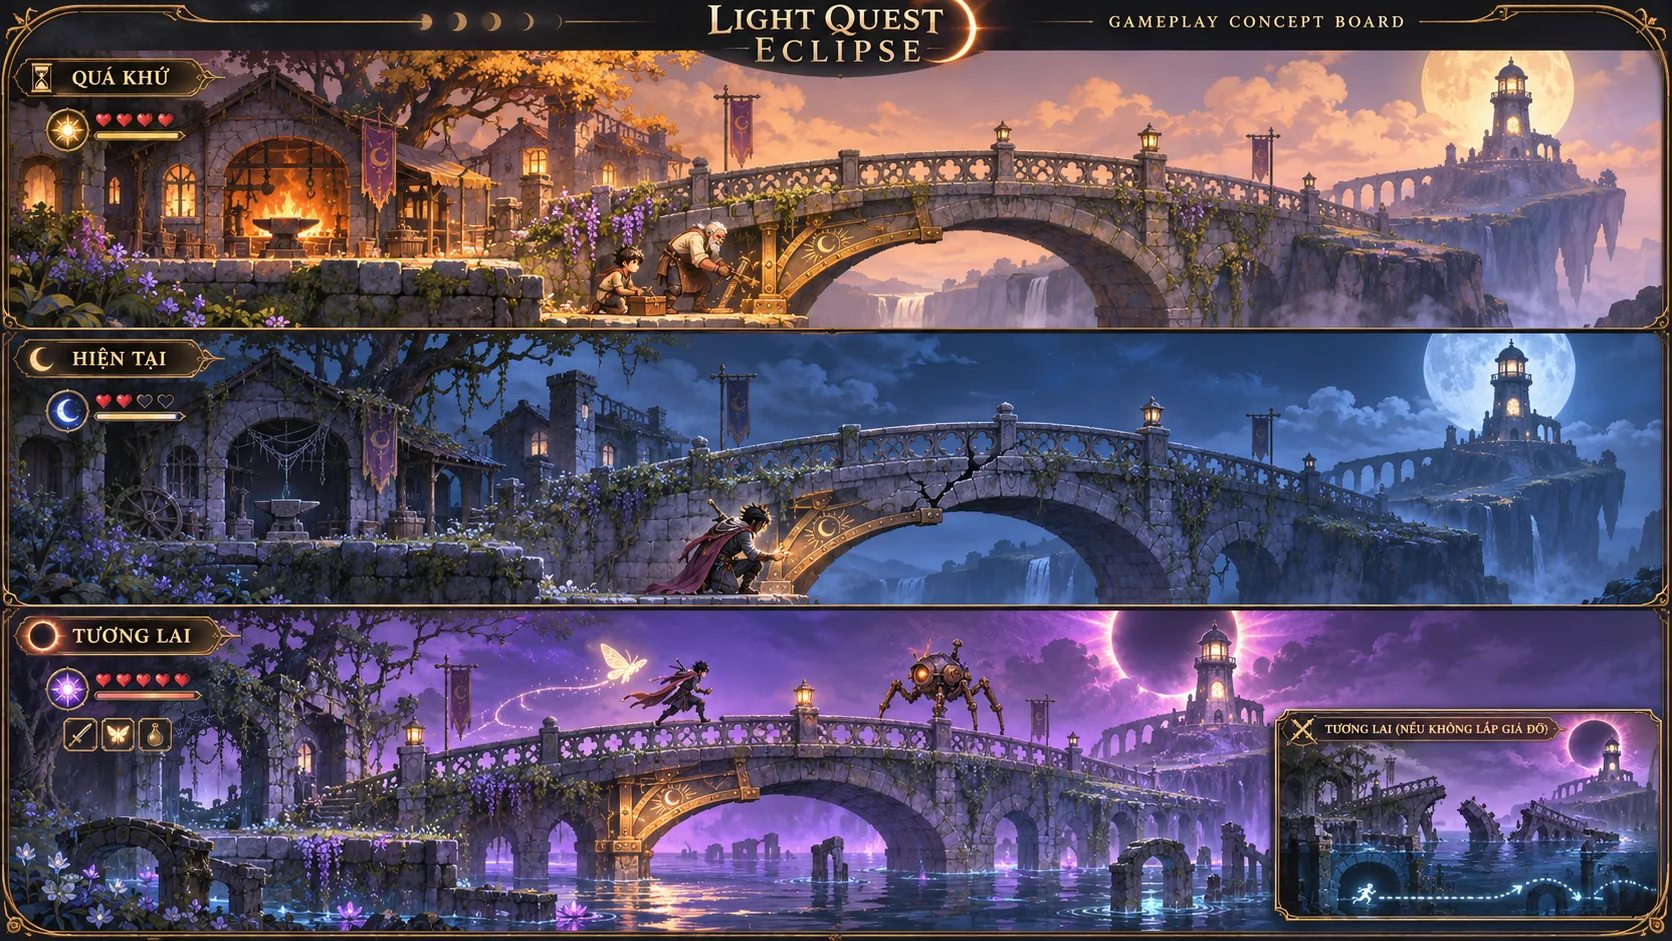 LIGHT QUEST
ECLIPSE
GAMEPLAY CONCEPT BOARD
QUÁ KHỨ
HIỆN TẠI
TƯƠNG LAI
TƯƠNG LAI (NẾU KHÔNG LẮP GIÁ ĐỠ)